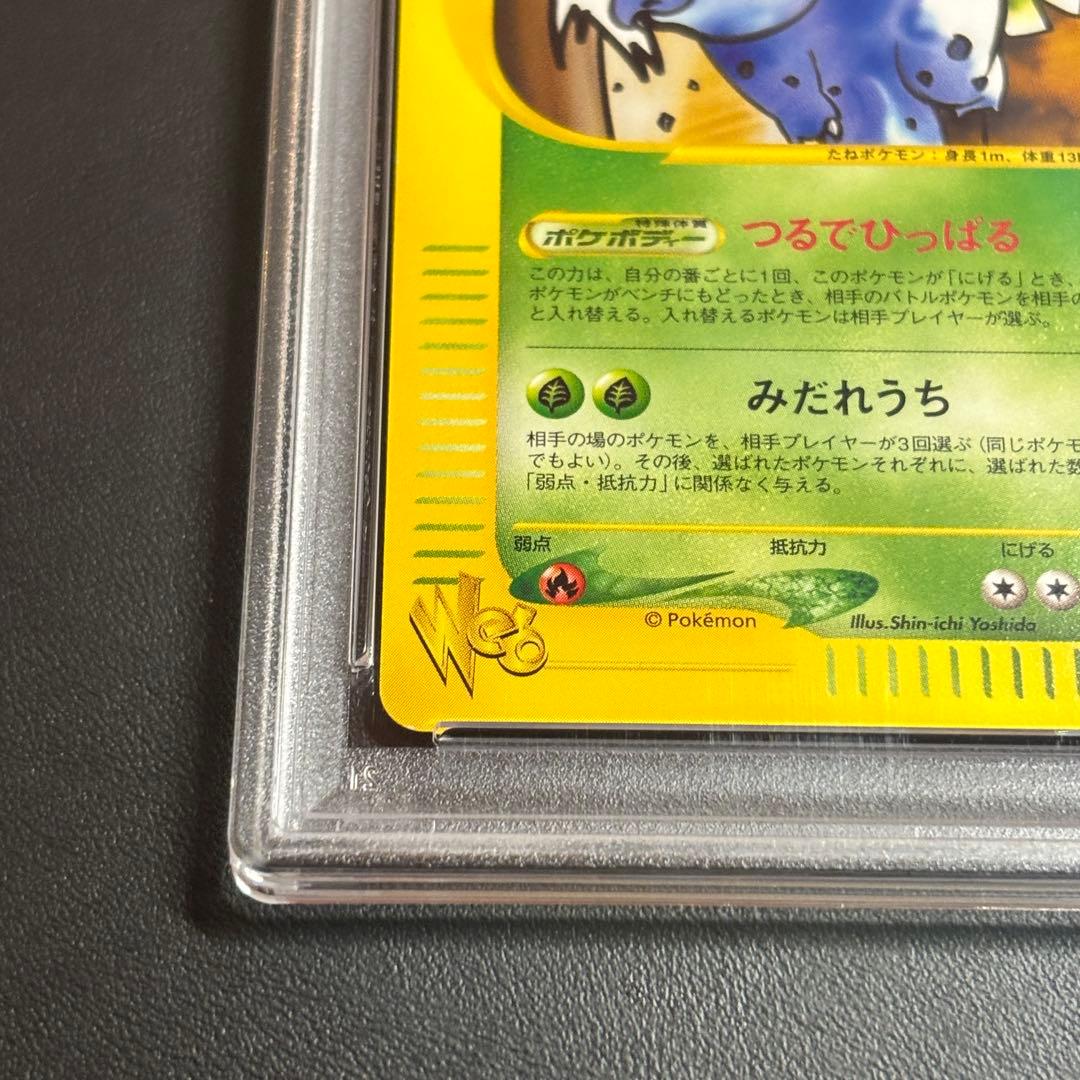 たねポケモン：身長1m、体重13
特殊体質
ポケボディー
つるでひっぱる
この力は、自分の番ごとに1回、このポケモンが「にげる」とき、
ポケモンがベンチにもどったとき、相手のバトルポケモンを相手の
と入れ替える。入れ替えるポケモンは相手プレイヤーが選ぶ。
みだれうち
相手の場のポケモンを、相手プレイヤーが3回選ぶ（同じポケモ
でもよい）。その後、選ばれたポケモンそれぞれに、選ばれた数
「弱点・抵抗力」に関係なく与える。
弱点
抵抗力
にげる
Web
© Pokémon
Illus.Shin-ichi Yoshida